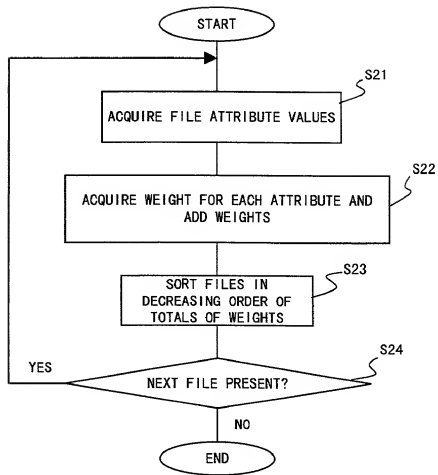 START
S21
ACQUIRE FILE ATTRIBUTE VALUES
S22
ACQUIRE WEIGHT FOR EACH ATTRIBUTE AND
ADD WEIGHTS
S23
SORT FILES IN
DECREASING ORDER OF
TOTALS OF WEIGHTS
S24
YES
NEXT FILE PRESENT?
NO
END